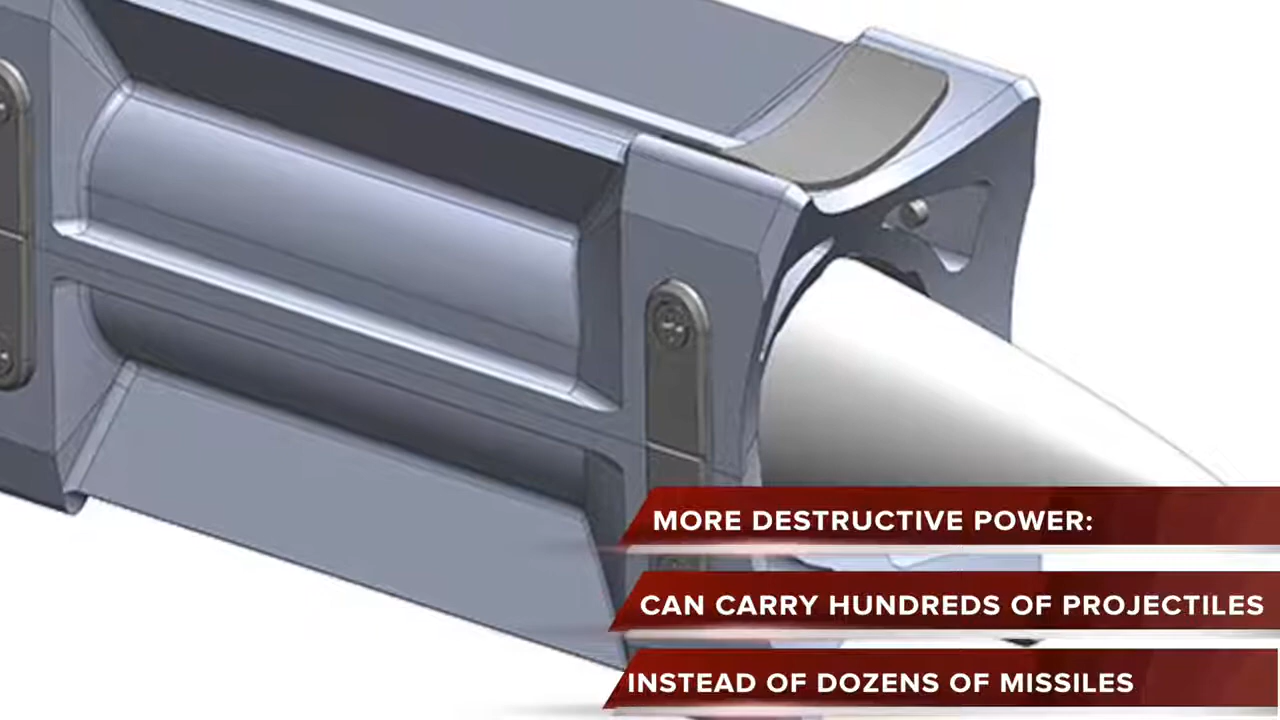 MORE DESTRUCTIVE POWER:
CAN CARRY HUNDREDS OF PROJECTILES
INSTEAD OF DOZENS OF MISSILES